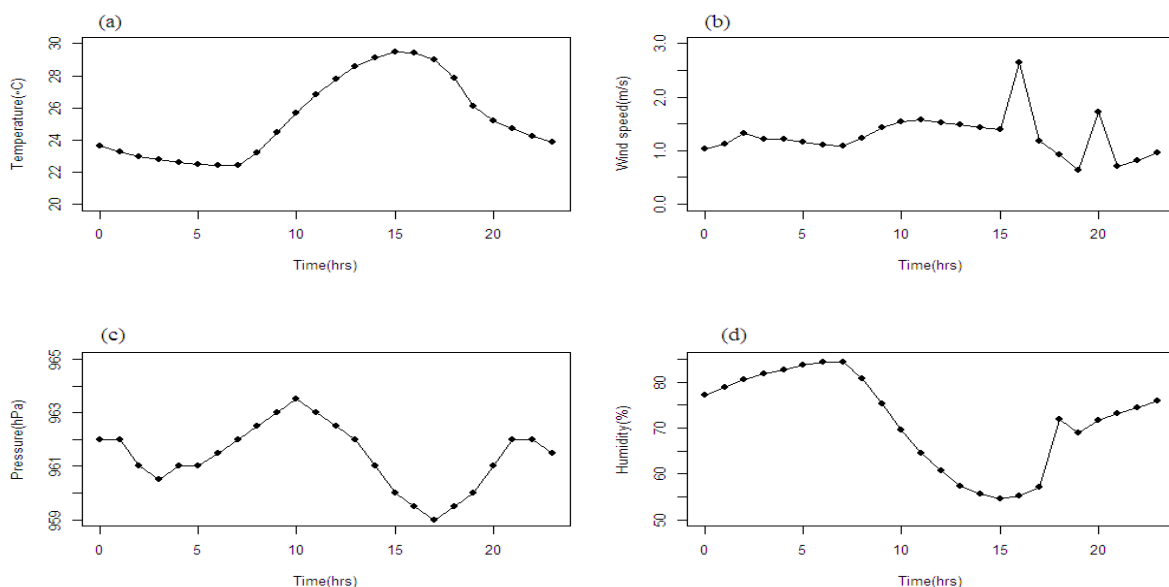 (a)
Temperature(∘C)
30
28
26
24
22
20
0 5 10 15 20
Time(hrs)
(b)
Wind speed(m/s)
3.0
2.0
1.0
0.0
0 5 10 15 20
Time(hrs)
(c)
Pressure(hPa)
965
963
961
959
0 5 10 15 20
Time(hrs)
(d)
Humidity(%)
80
70
60
50
0 5 10 15 20
Time(hrs)